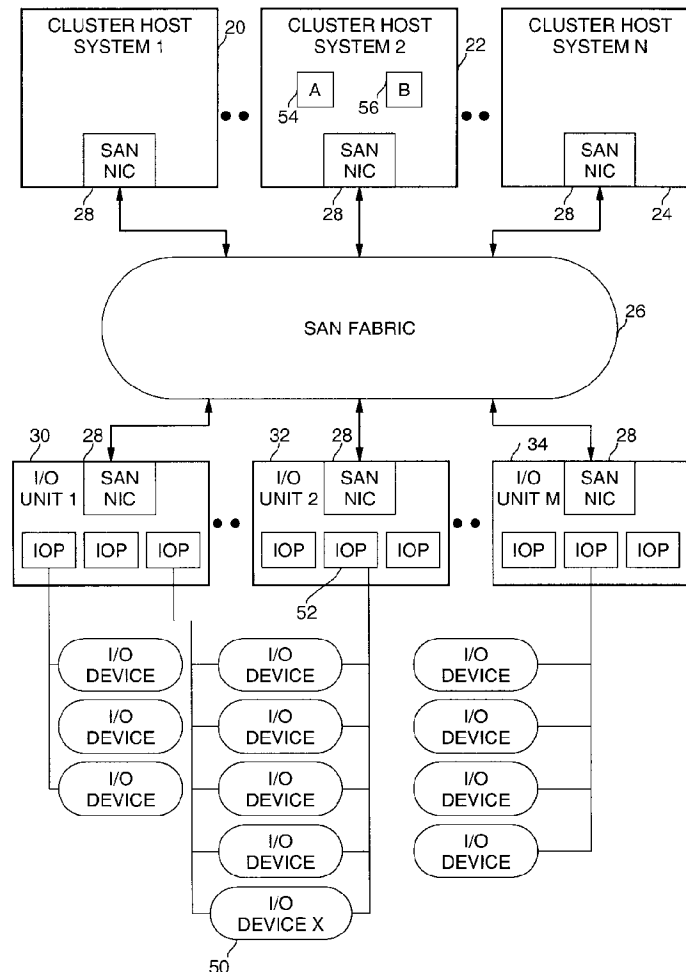 CLUSTER HOST
SYSTEM 1
20
CLUSTER HOST
SYSTEM 2
22
CLUSTER HOST
SYSTEM N
A
54
B
56
SAN
NIC
28
SAN
NIC
28
SAN
NIC
28
24
SAN FABRIC
26
30
28
I/O
UNIT 1
SAN
NIC
IOP
IOP
IOP
32
28
I/O
UNIT 2
SAN
NIC
IOP
IOP
IOP
52
34
28
I/O
UNIT M
SAN
NIC
IOP
IOP
IOP
I/O
DEVICE
I/O
DEVICE
I/O
DEVICE
I/O
DEVICE
I/O
DEVICE
I/O
DEVICE
I/O
DEVICE
I/O
DEVICE X
50
I/O
DEVICE
I/O
DEVICE
I/O
DEVICE
I/O
DEVICE